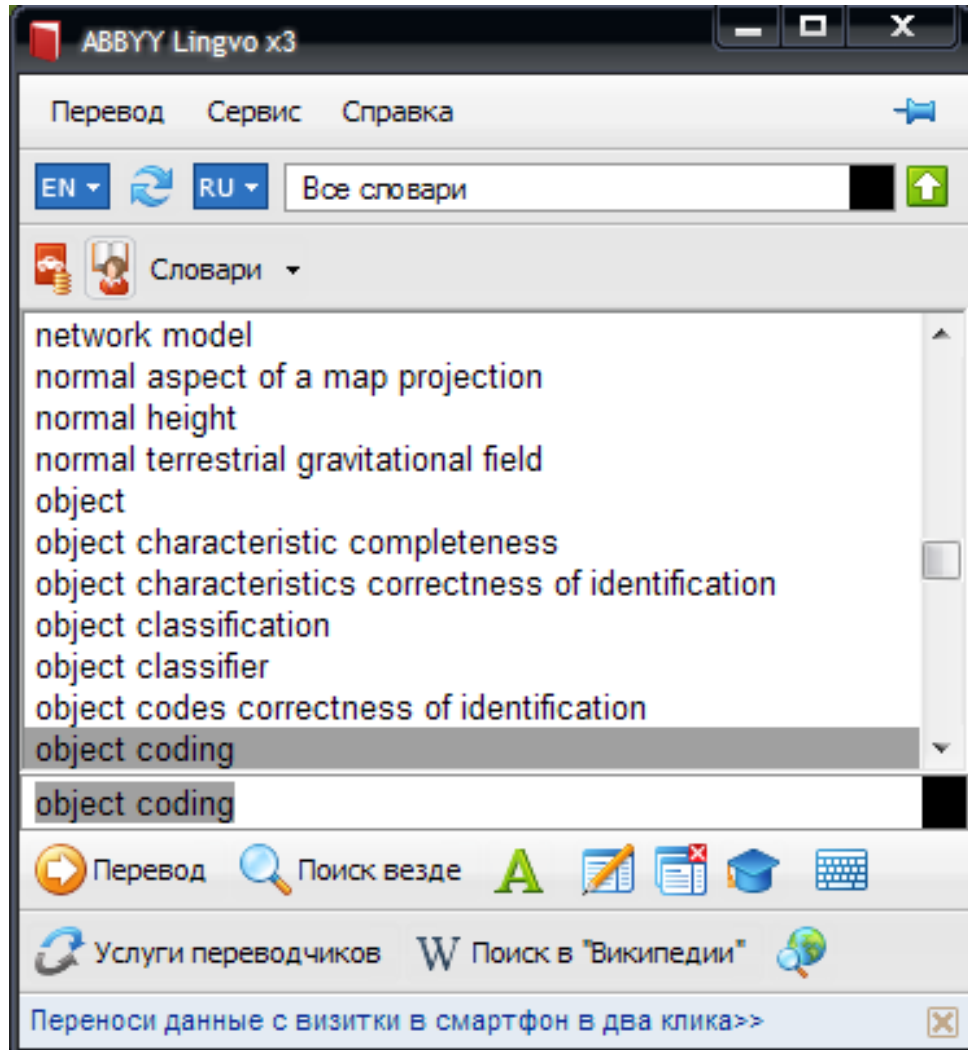 ABBYY Lingvo x3
Перевод Сервис Справка
EN RU Все словари
Словари
network model
normal aspect of a map projection
normal height
normal terrestrial gravitational field
object
object characteristic completeness
object characteristics correctness of identification
object classification
object classifier
object codes correctness of identification
object coding
object coding
Перевод Поиск везде A
Услуги переводчиков W Поиск в "Википедии"
Переноси данные с визитки в смартфон в два клика>>